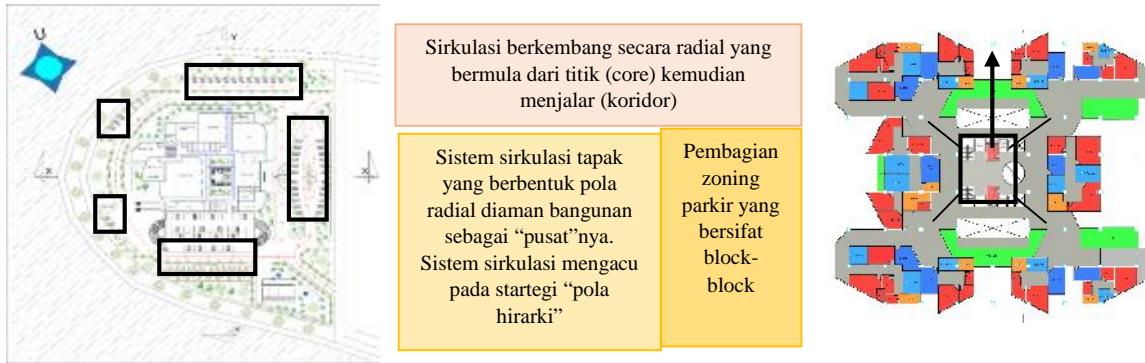 U
Y
X
X
Sirkulasi berkembang secara radial yang
bermula dari titik (core) kemudian
menjalar (koridor)
Sistem sirkulasi tapak
yang berbentuk pola
radial diaman bangunan
sebagai “pusat”nya.
Sistem sirkulasi mengacu
pada startegi “pola
hirarki”
Pembagian
zoning
parkir yang
bersifat
block-
block